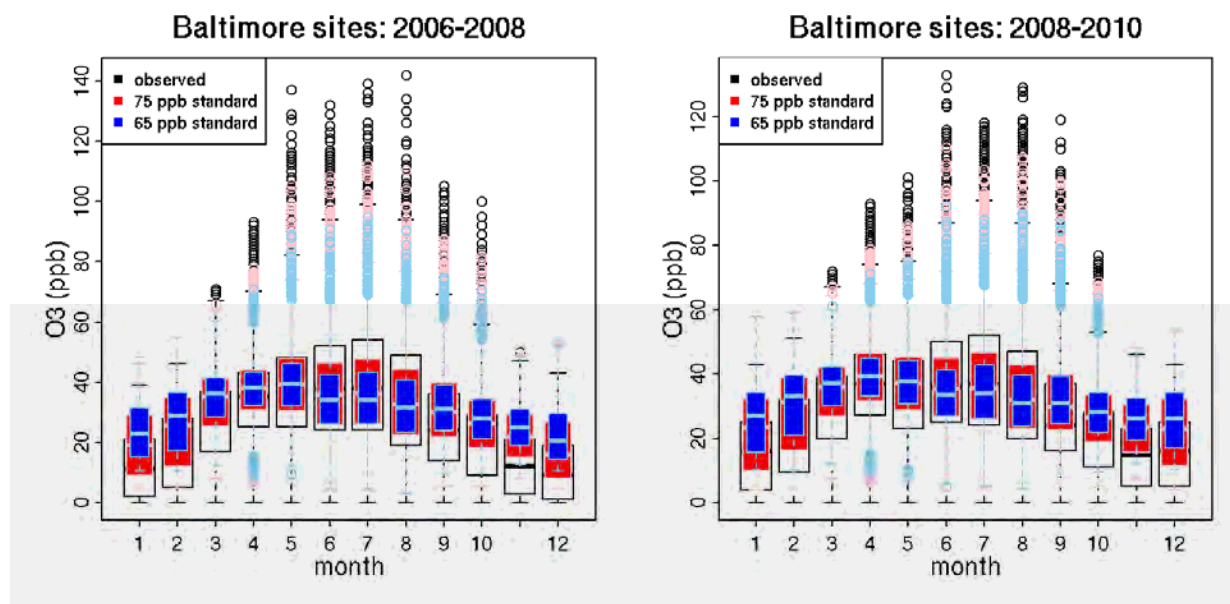 Baltimore sites: 2006-2008
observed
75 ppb standard
65 ppb standard
O3 (ppb)
140
120
100
80
60
40
20
0
1 2 3 4 5 6 7 8 9 10 12
month
Baltimore sites: 2008-2010
observed
75 ppb standard
65 ppb standard
O3 (ppb)
120
100
80
60
40
20
0
1 2 3 4 5 6 7 8 9 10 12
month